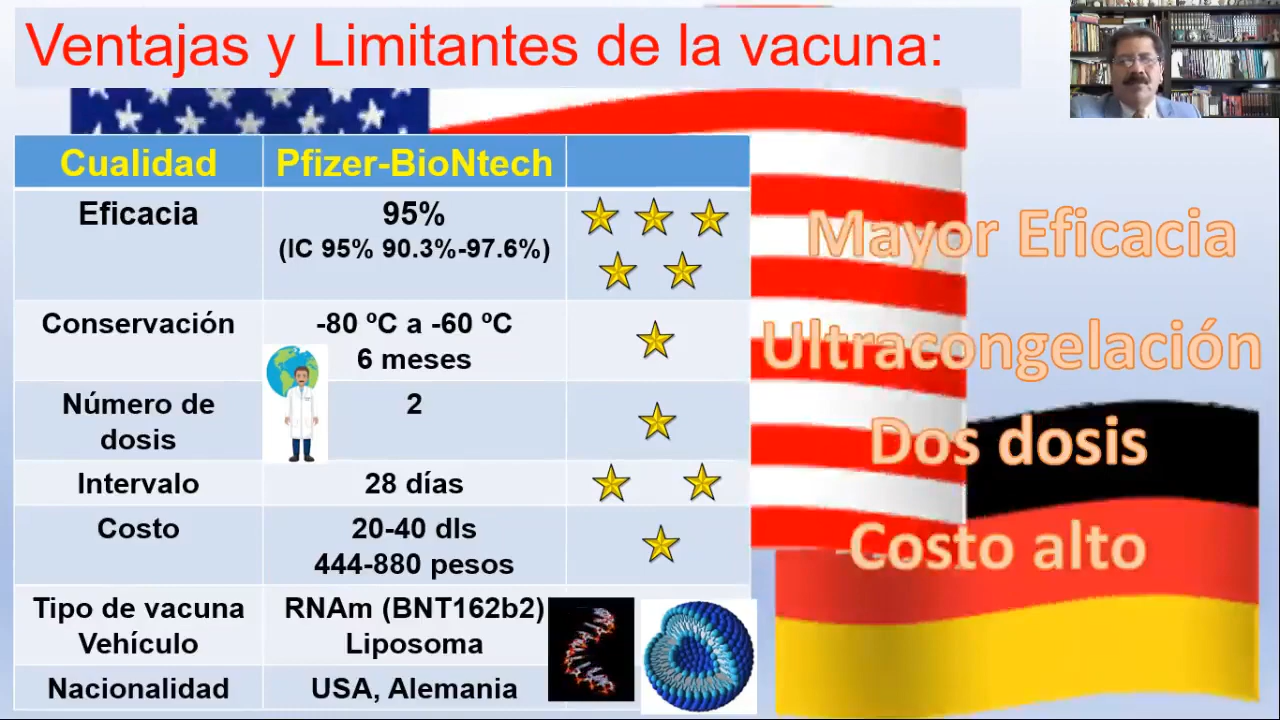 Ventajas y Limitantes de la vacuna:
Cualidad Pfizer-BioNtech
Eficacia 95%
(IC 95% 90.3%-97.6%)
Conservación -80 ºC a -60 ºC
6 meses
Número de dosis 2
Intervalo 28 días
Costo 20-40 dls
444-880 pesos
Tipo de vacuna RNAm (BNT162b2)
Vehículo Liposoma
Nacionalidad USA, Alemania
Mayor Eficacia
Ultracongelación
Dos dosis
Costo alto